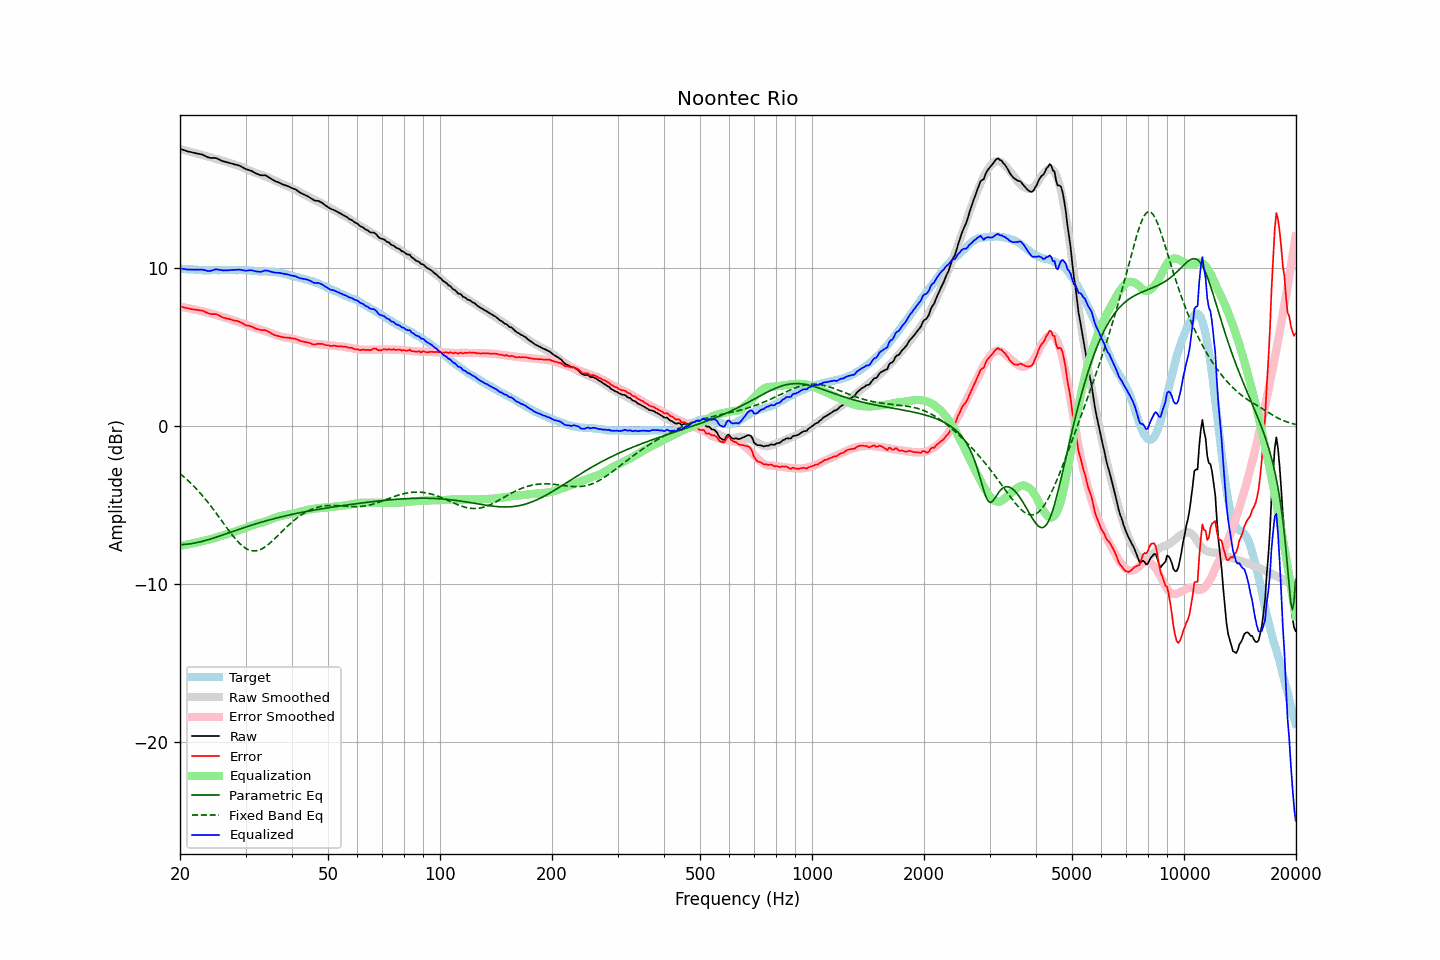 Noontec Rio
Amplitude (dBr)
10
0
−10
−20
Target
Raw Smoothed
Error Smoothed
Raw
Error
Equalization
Parametric Eq
Fixed Band Eq
Equalized
20 50 100 200 500 1000 2000 5000 10000 20000
Frequency (Hz)